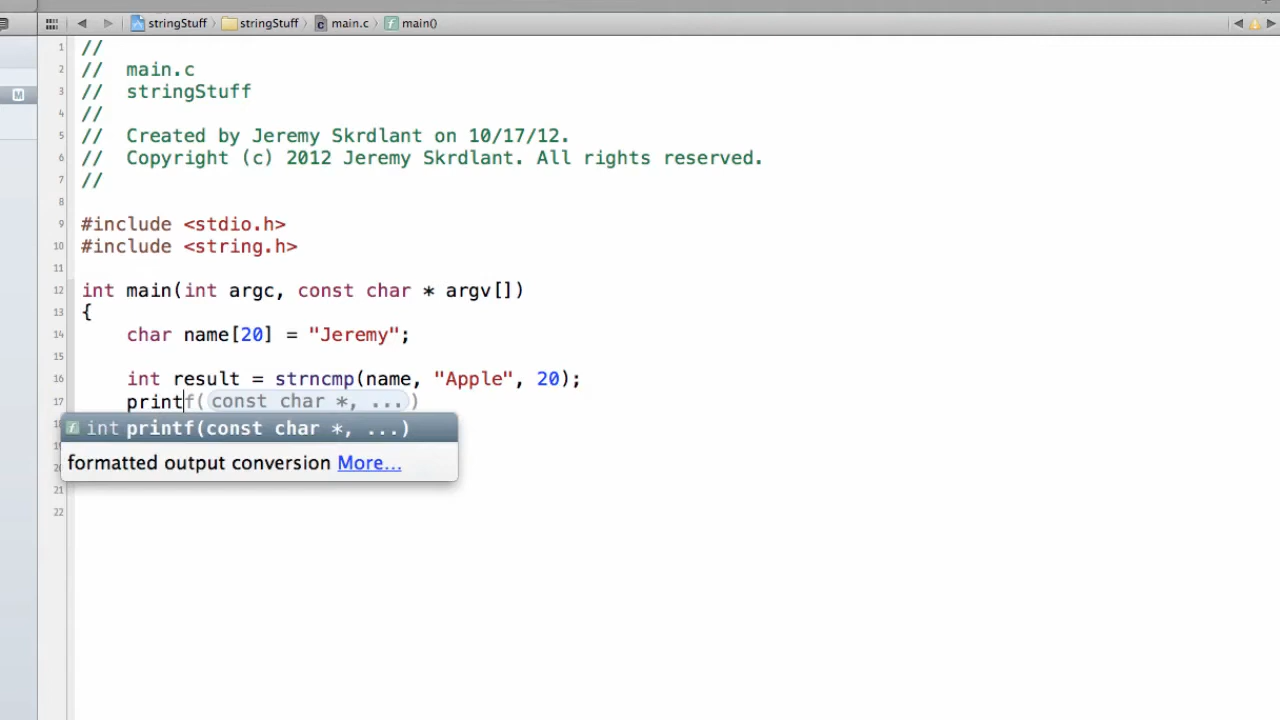 stringStuff stringStuff main.c main()
1 //
2 // main.c
3 // stringStuff
4 //
5 // Created by Jeremy Skrdlant on 10/17/12.
6 // Copyright (c) 2012 Jeremy Skrdlant. All rights reserved.
7 //
8
9 #include <stdio.h>
10 #include <string.h>
11
12 int main(int argc, const char * argv[])
13 {
14 char name[20] = "Jeremy";
15
16 int result = strncmp(name, "Apple", 20);
17 printf(const char *, ...)
f int printf(const char *, ...)
formatted output conversion More...
21
22
M